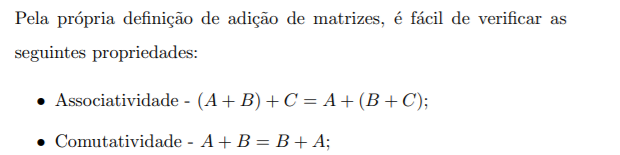 Pela própria definição de adição de matrizes, é fácil de verificar as
seguintes propriedades:
• Associatividade - (A + B) + C = A + (B + C);
• Comutatividade - A + B = B + A;